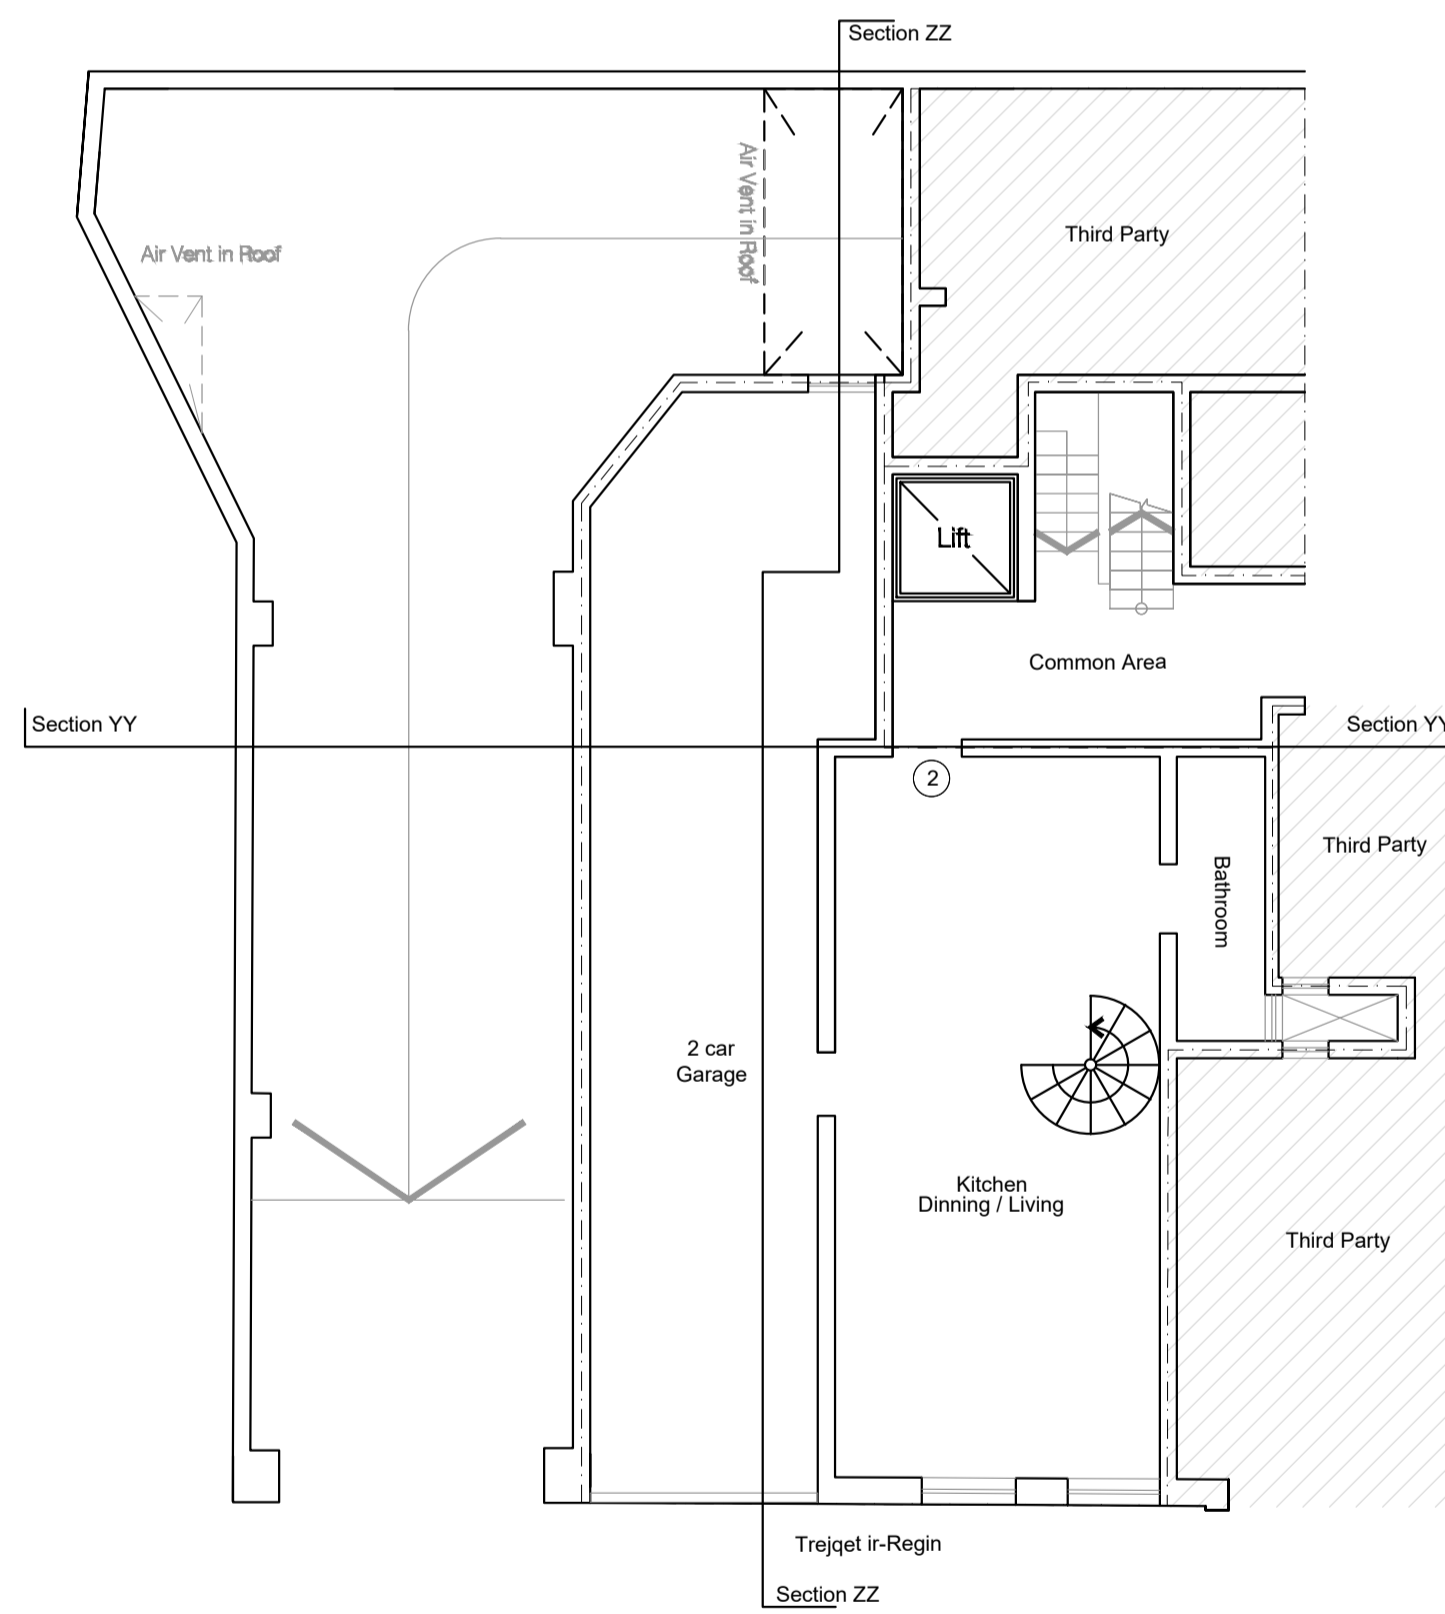 Section ZZ
Air Vent in Roof
Third Party
Air Vent in Roof
Lift
Common Area
Section YY
Section YY
2
Third Party
Bathroom
2 car
Garage
Kitchen
Dinning / Living
Third Party
Trejqet ir-Regin
Section ZZ